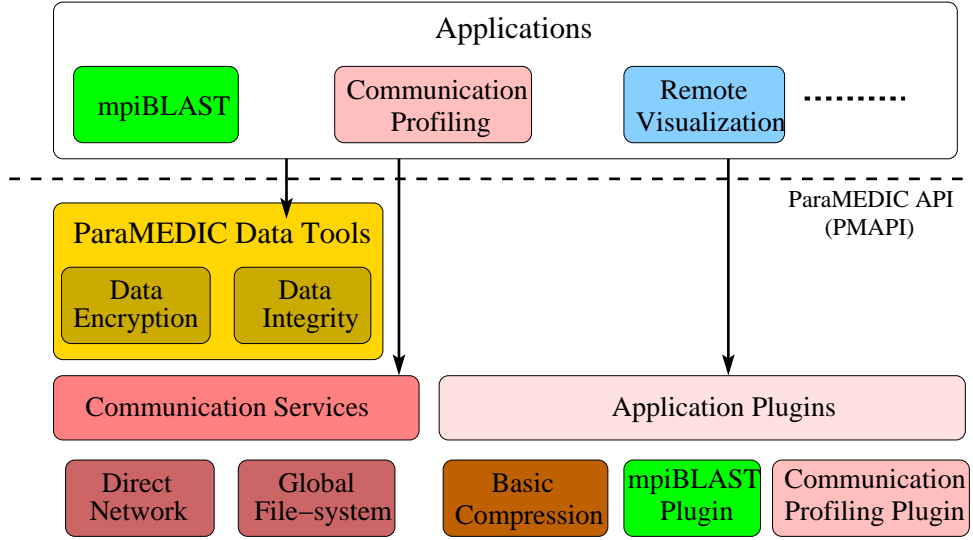 Applications
mpiBLAST
Communication
Profiling
Remote
Visualization
ParaMEDIC API
(PMAPI)
ParaMEDIC Data Tools
Data
Encryption
Data
Integrity
Communication Services
Application Plugins
Direct
Network
Global
File−system
Basic
Compression
mpiBLAST
Plugin
Communication
Profiling Plugin